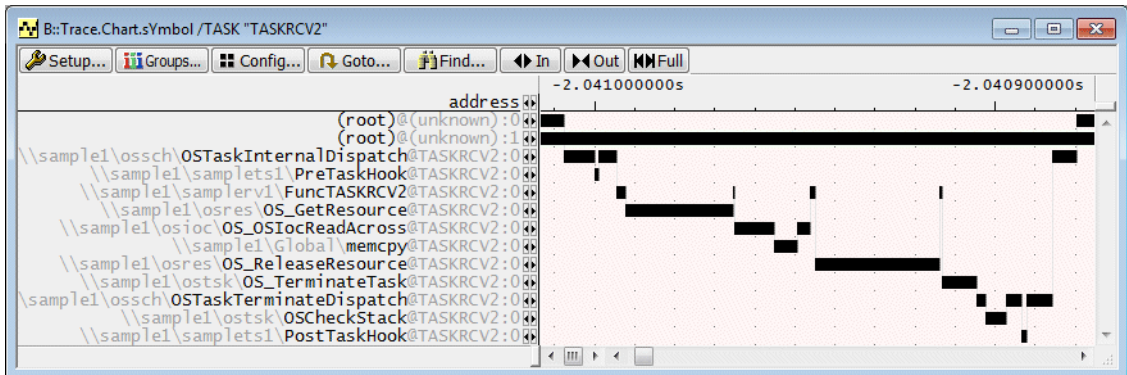 B::Trace.Chart.sYmbol /TASK "TASKRCV2"
Setup... Groups... Config... Goto... Find... In Out Full
-2.041000000s -2.040900000s
address
(root)@(unknown):0
(root)@(unknown):1
\\sample1\ossch\OSTaskInternalDispatch@TASKRCV2:0
\\sample1\samplets1\PreTaskHook@TASKRCV2:0
\\sample1\samplerv1\FuncTASKRCV2@TASKRCV2:0
\\sample1\osres\OS_GetResource@TASKRCV2:0
\\sample1\osioc\OS_OSIocReadAcross@TASKRCV2:0
\\sample1\Global\memcpy@TASKRCV2:0
\\sample1\osres\OS_ReleaseResource@TASKRCV2:0
\\sample1\ostsk\OS_TerminateTask@TASKRCV2:0
\sample1\ossch\OSTaskTerminateDispatch@TASKRCV2:0
\\sample1\ostsk\OSCheckStack@TASKRCV2:0
\\sample1\samplets1\PostTaskHook@TASKRCV2:0